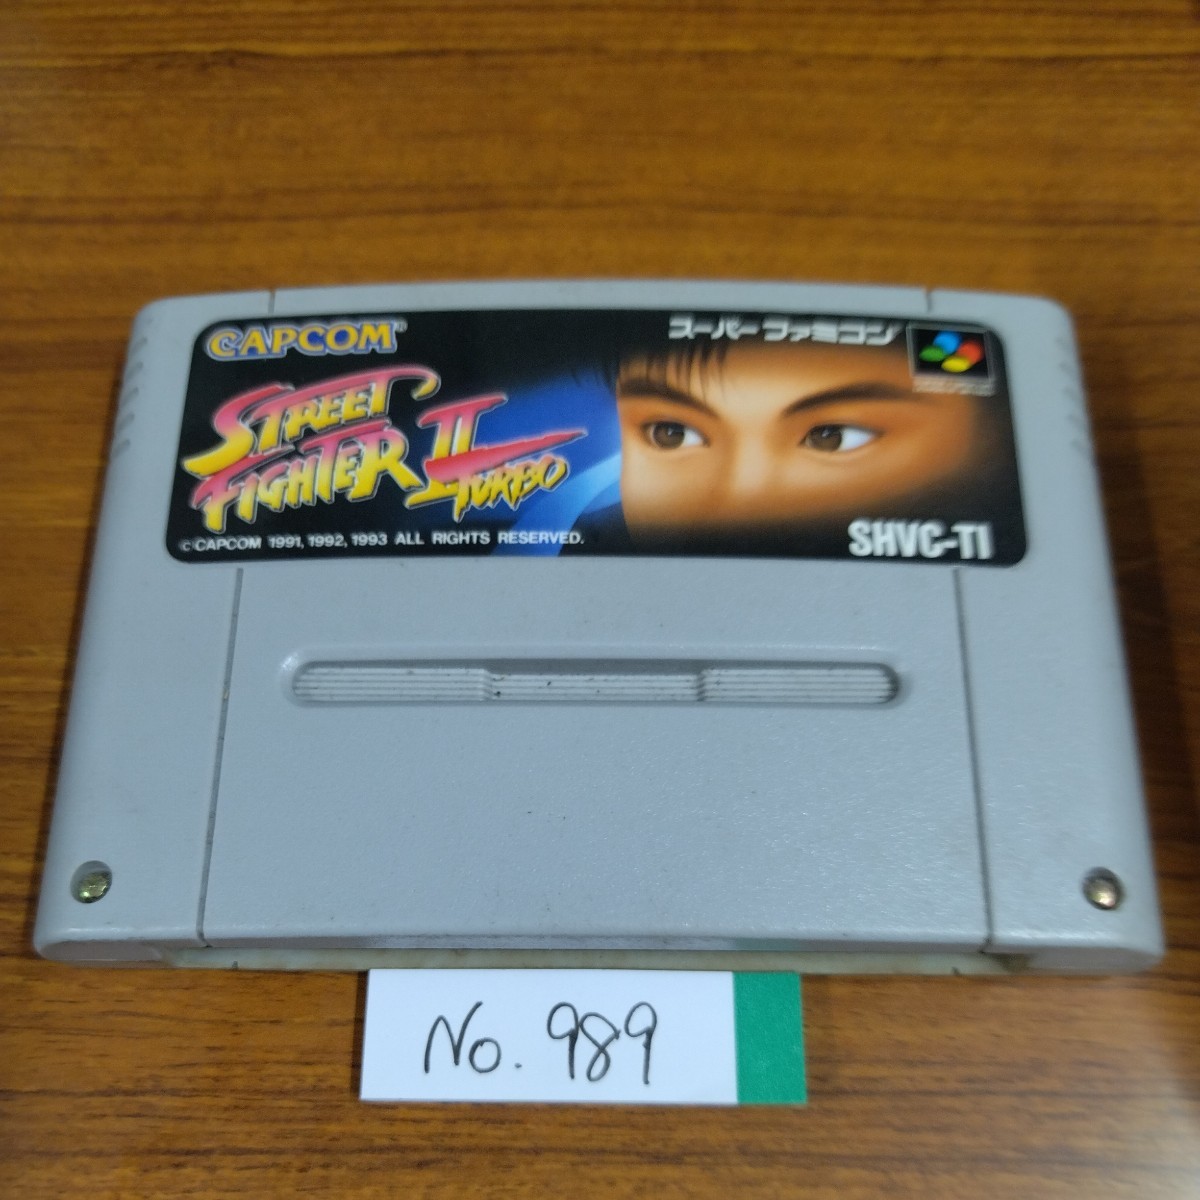 CAPCOM
スーパーファミコン
STREET
FIGHTER II
TURBO
©CAPCOM 1991, 1992, 1993 ALL RIGHTS RESERVED.
SHVC-TI
No. 989